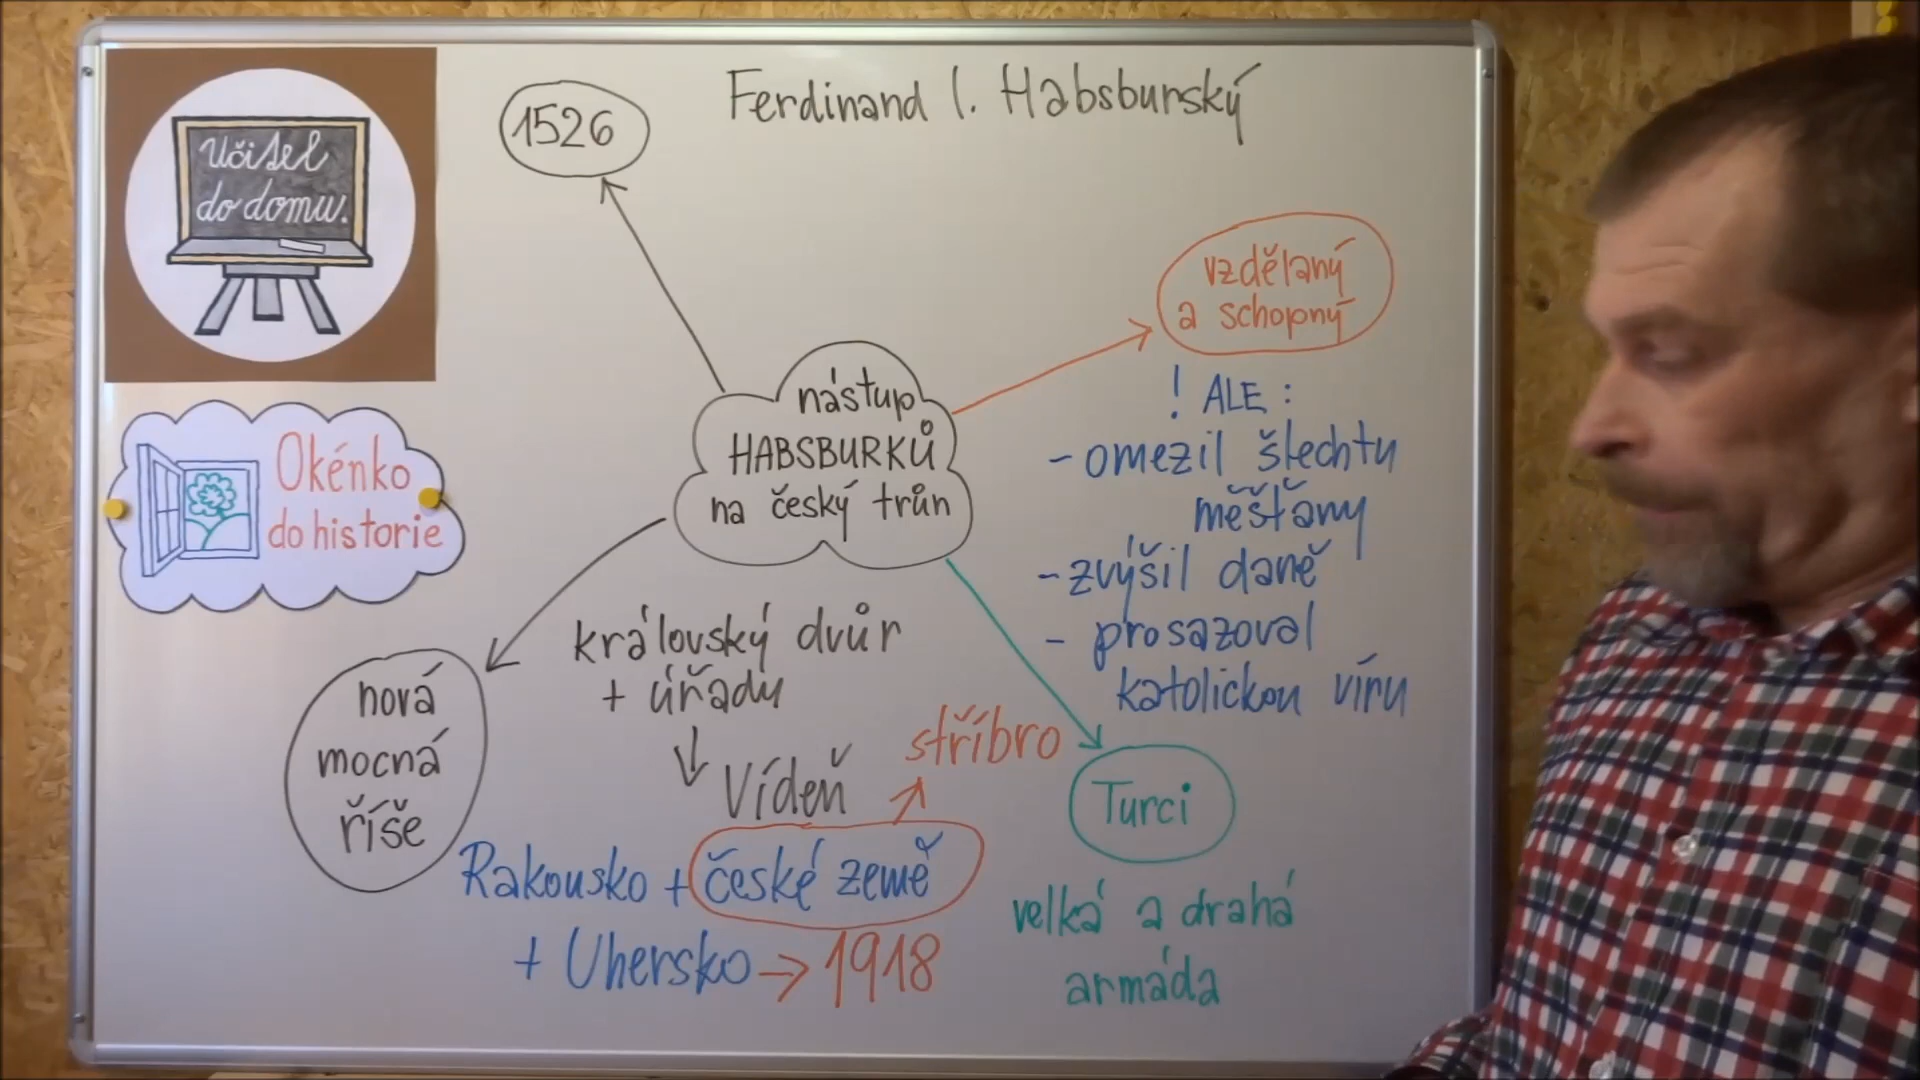 Učitel
do domu.
Okénko
do historie
Ferdinand I. Habsburský
1526
nástup
HABSBURKŮ
na český trůn
vzdělaný
a schopný
! ALE :
- omezil šlechtu
měšťany
- zvýšil daně
- prosazoval
katolickou víru
nová
mocná
říše
královský dvůr
+ úřady
Vídeň
stříbro
Rakousko + české země
+ Uhersko → 1918
Turci
velká a drahá
armáda